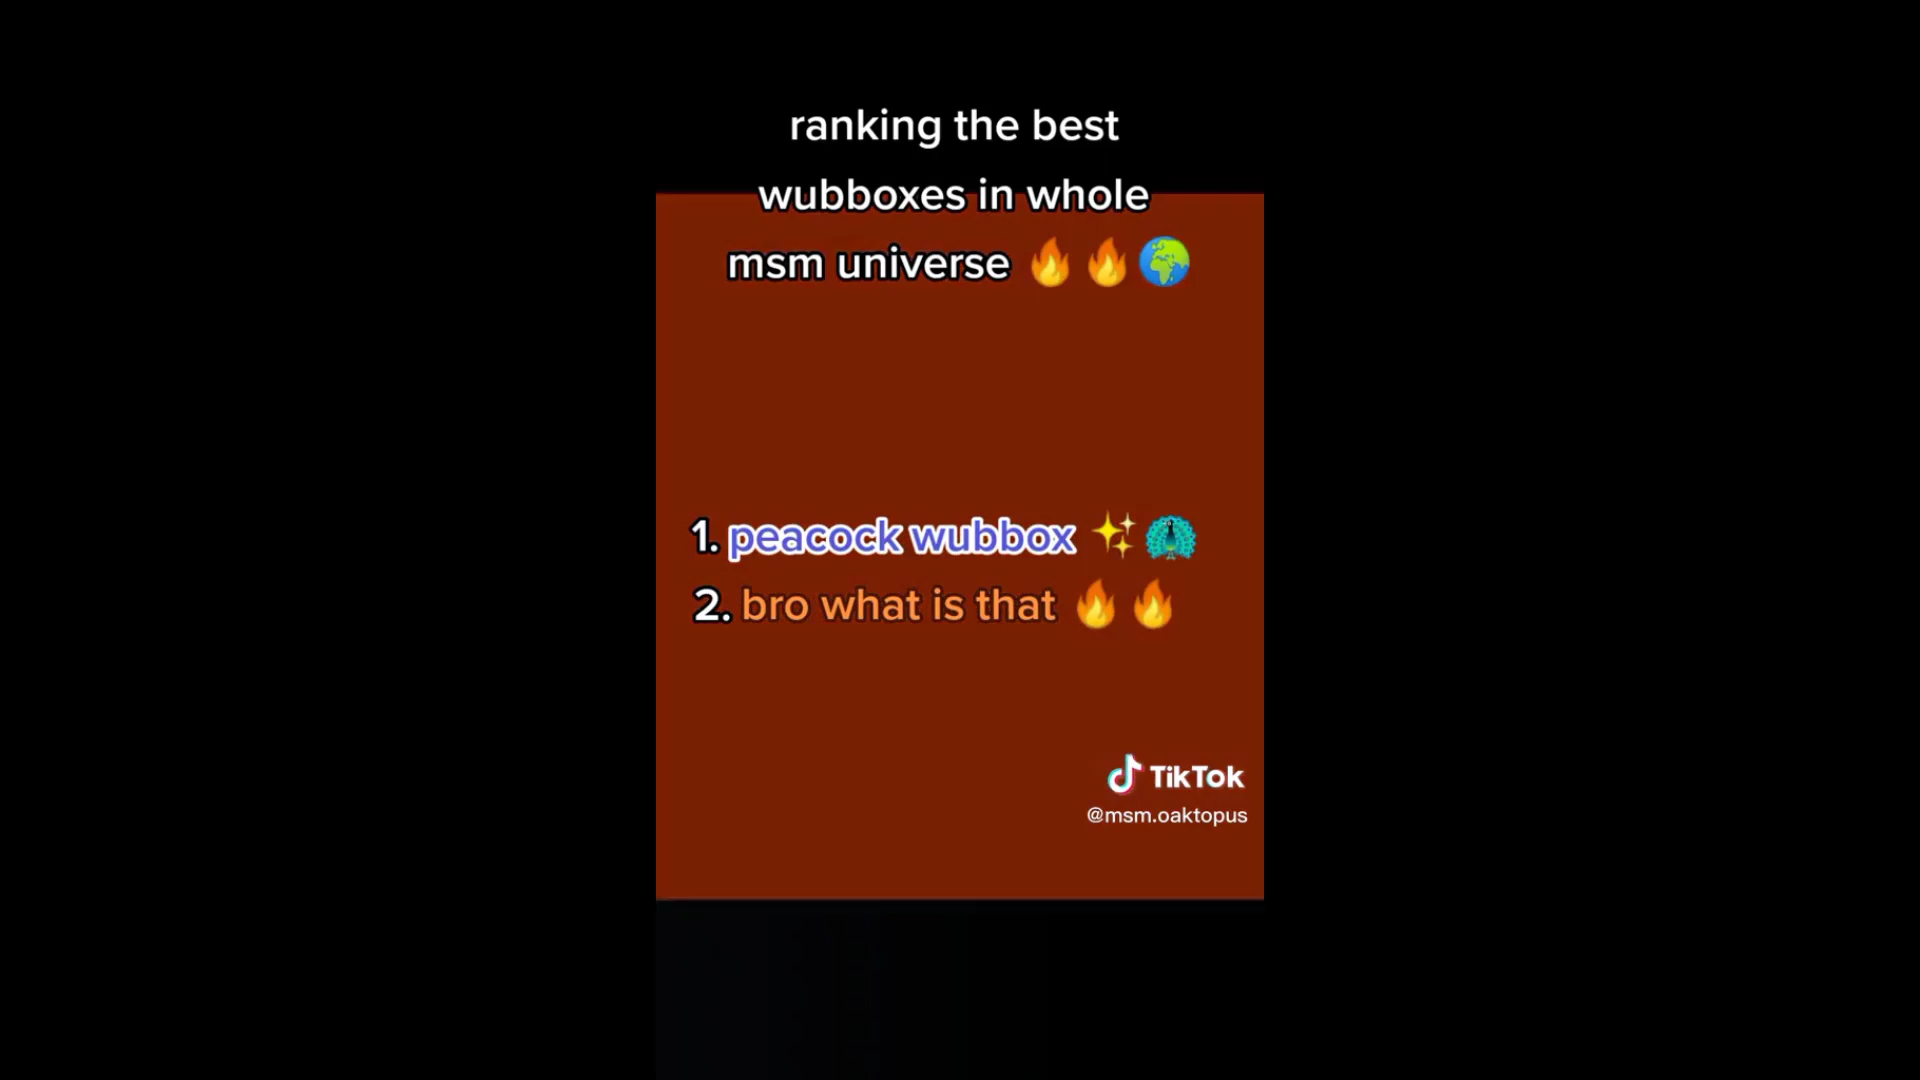 ranking the best
wubboxes in whole
msm universe 🔥🔥🌍
1. peacock wubbox ✨🦚
2. bro what is that 🔥🔥
TikTok
@msm.oaktopus